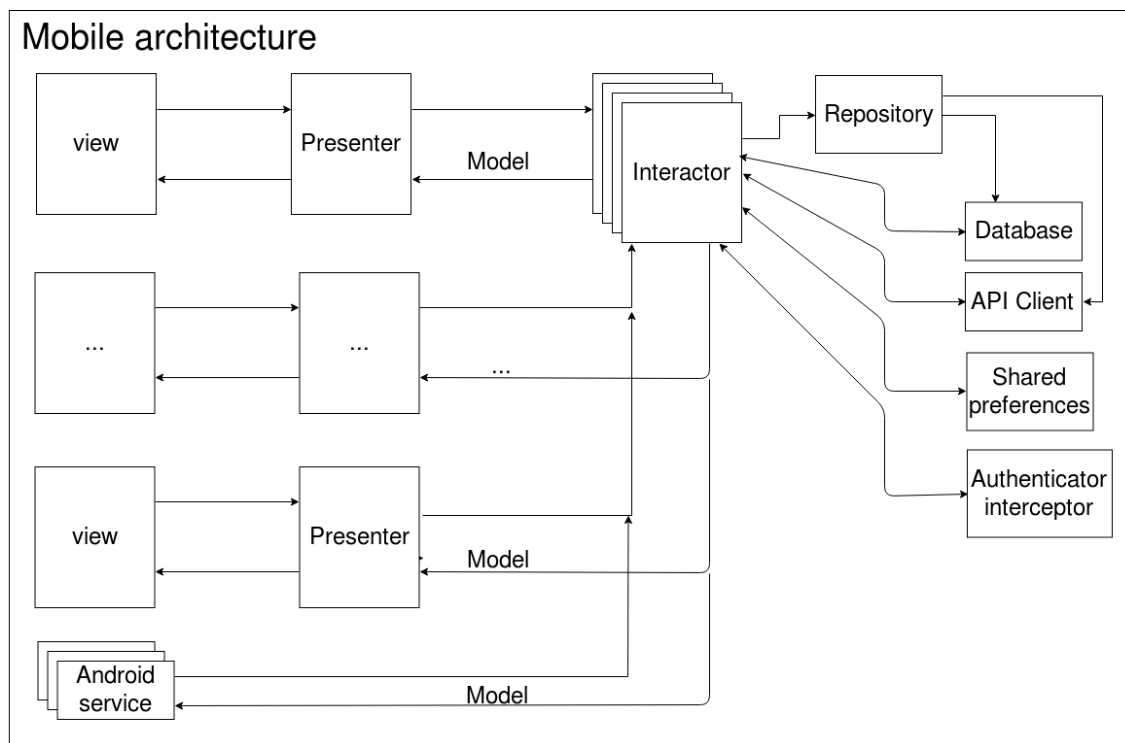 Mobile architecture
view
Presenter
Model
Interactor
Repository
Database
API Client
Shared
preferences
Authenticator
interceptor
...
...
...
view
Presenter
Model
Android
service
Model